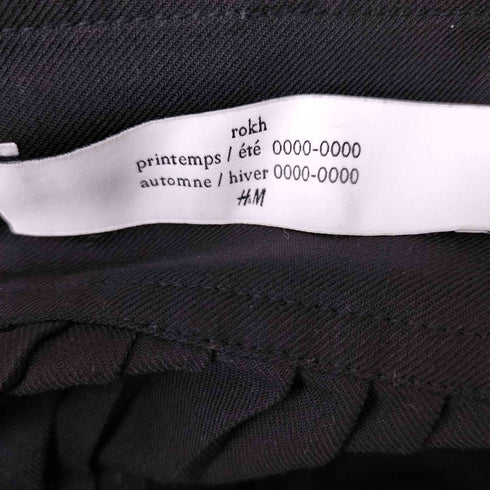 rokh
printemps / été 0000-0000
automne / hiver 0000-0000
H&M